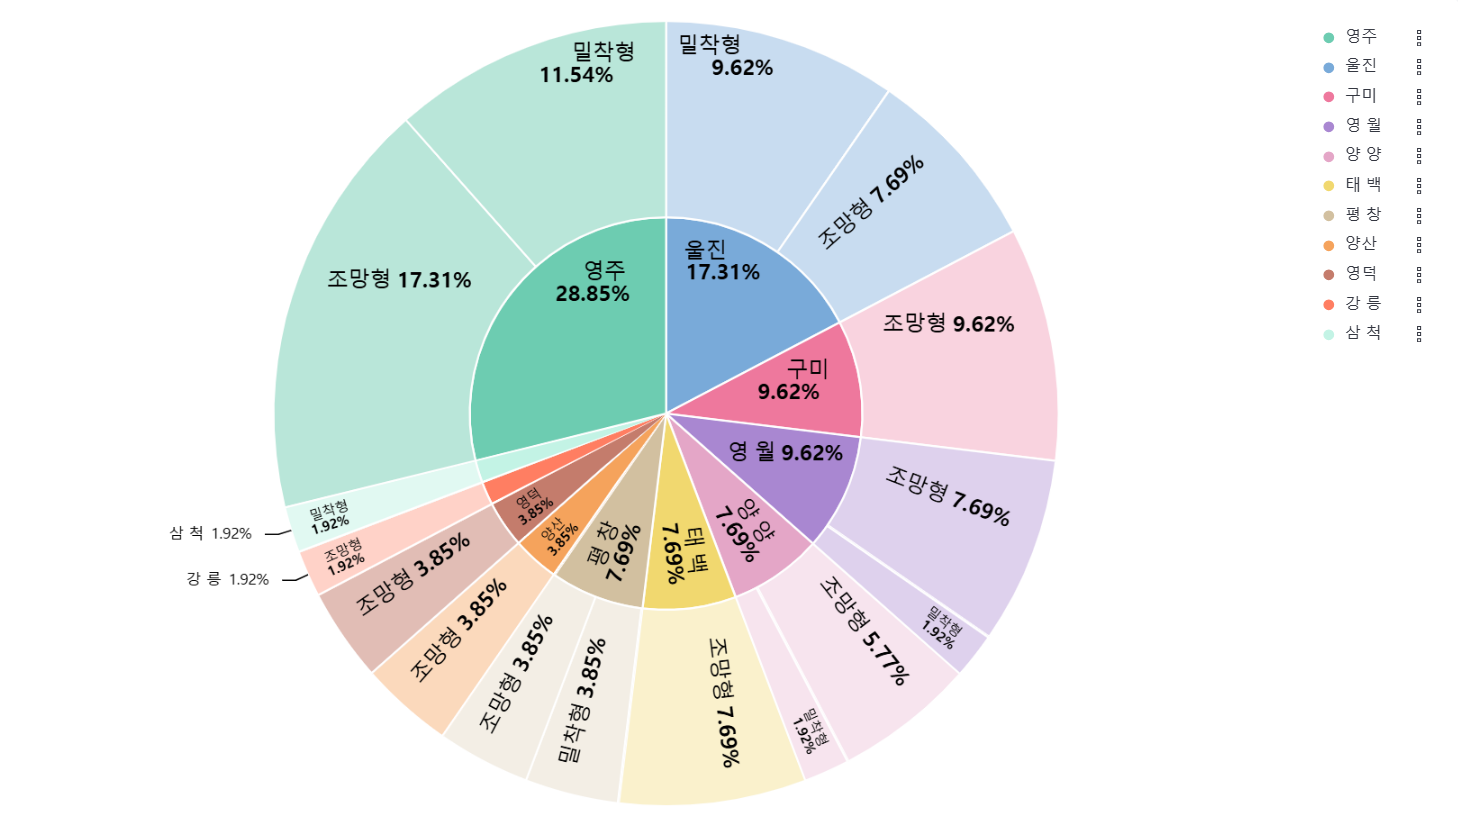 밀착형
11.54%
밀착형
9.62%
조망형 7.69%
조망형 17.31%
영주
28.85%
울진
17.31%
구미
9.62%
조망형 9.62%
영 월 9.62%
조망형 7.69%
밀착형
1.92%
양 양
7.69%
조망형 5.77%
밀착형
1.92%
태 백
7.69%
조망형 7.69%
평 창
7.69%
밀착형 3.85%
조망형 3.85%
양산
3.85%
조망형 3.85%
영덕
3.85%
조망형 3.85%
강 릉 1.92%
조망형
1.92%
삼 척 1.92%
밀착형
1.92%
영주
울진
구미
영 월
양 양
태 백
평 창
양산
영덕
강 릉
삼 척